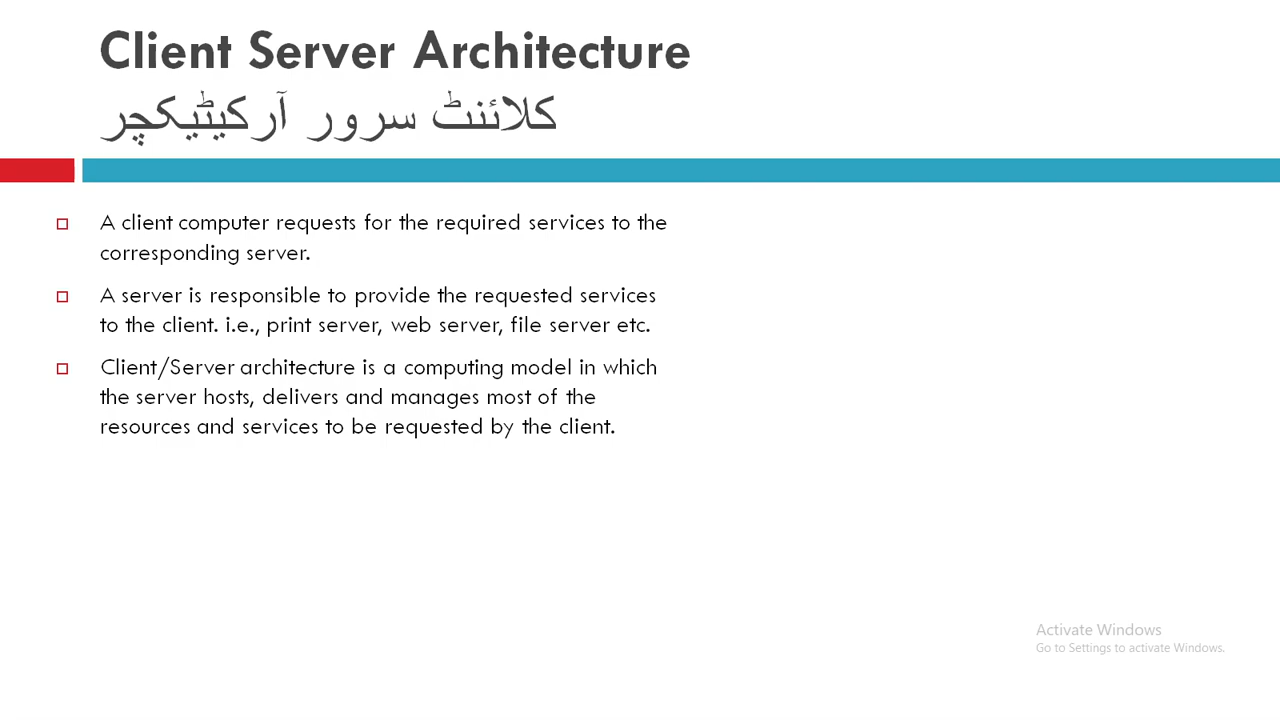 Client Server Architecture
کلائنٹ سرور آرکیٹیکچر
A client computer requests for the required services to the
corresponding server.
A server is responsible to provide the requested services
to the client. i.e., print server, web server, file server etc.
Client/Server architecture is a computing model in which
the server hosts, delivers and manages most of the
resources and services to be requested by the client.
Activate Windows
Go to Settings to activate Windows.